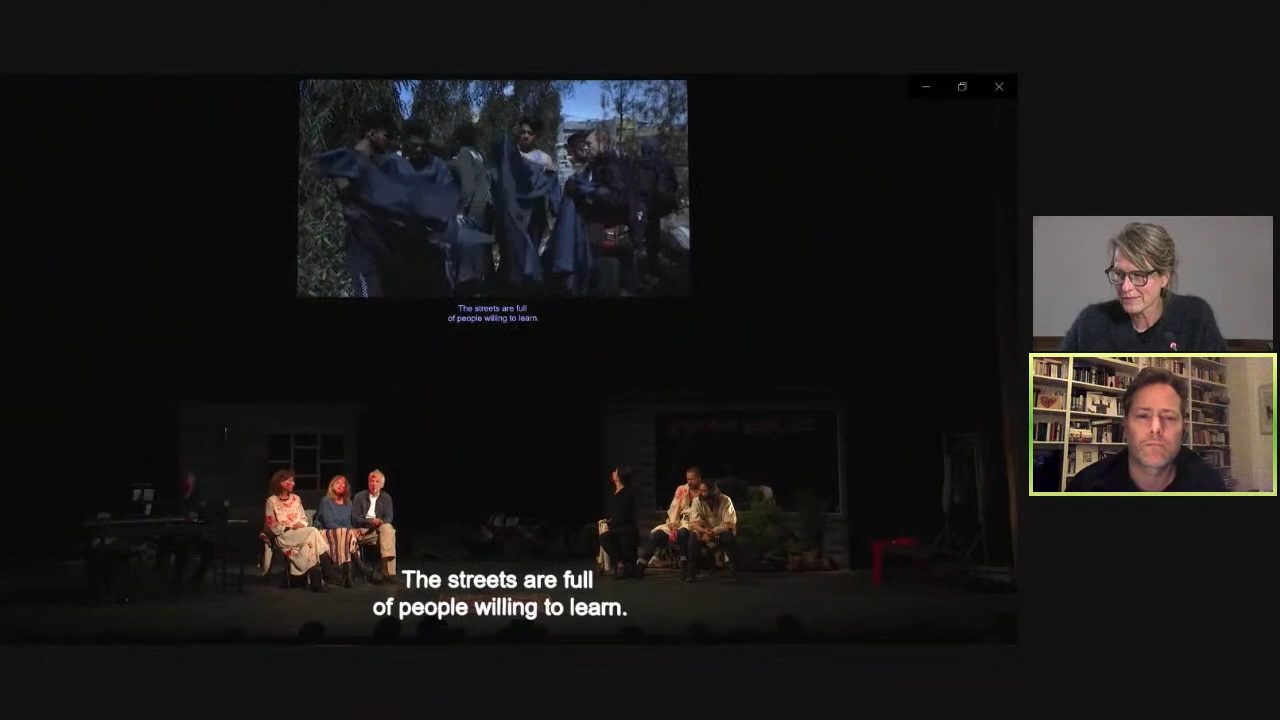 The streets are full
of people willing to learn.
The streets are full
of people willing to learn.